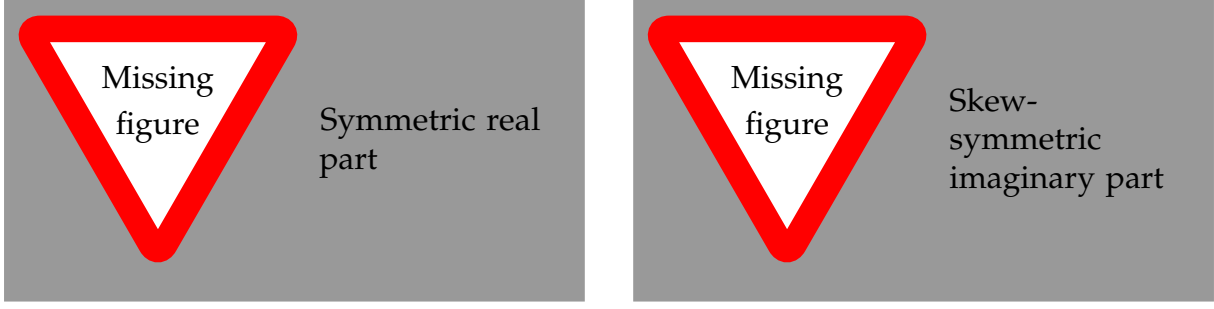 Missing
figure
Symmetric real
part
Missing
figure
Skew-
symmetric
imaginary part